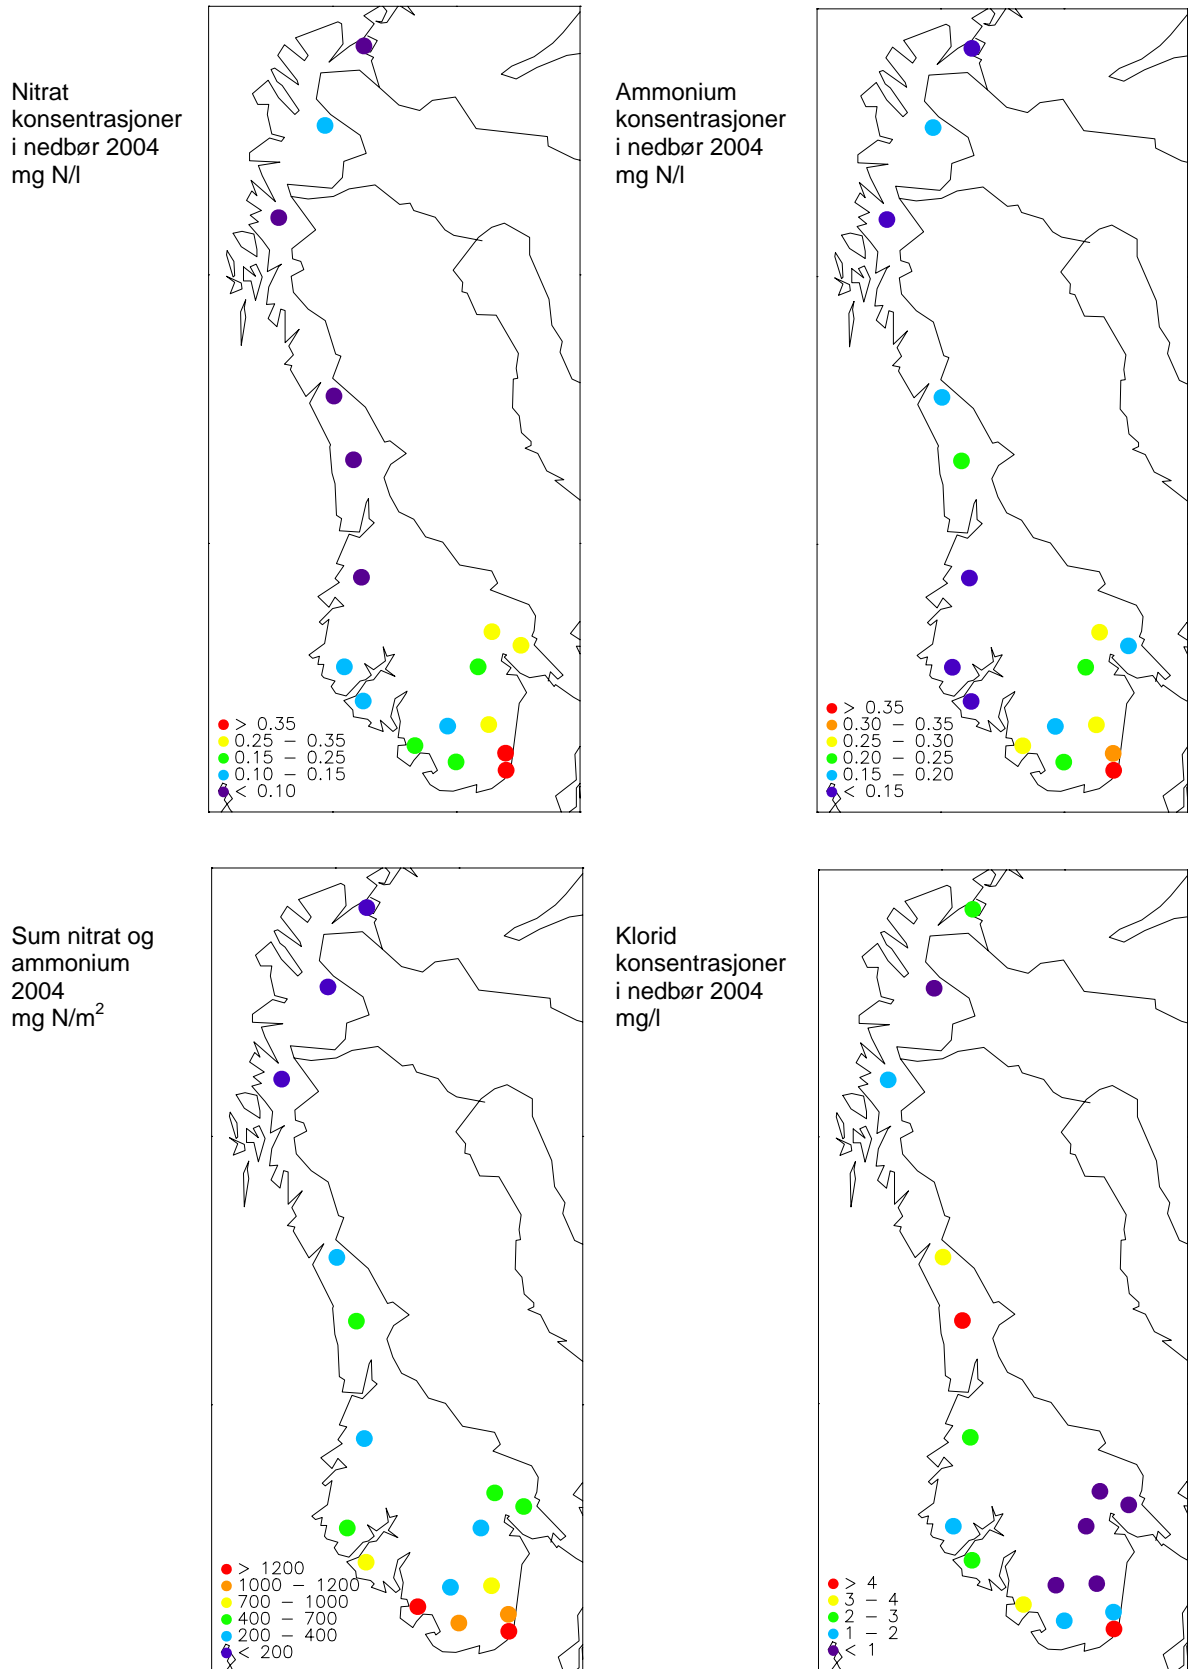 Nitrat
konsentrasjoner
i nedbør 2004
mg N/l
> 0.35
0.25 – 0.35
0.15 – 0.25
0.10 – 0.15
< 0.10
Ammonium
konsentrasjoner
i nedbør 2004
mg N/l
> 0.35
0.30 – 0.35
0.25 – 0.30
0.20 – 0.25
0.15 – 0.20
< 0.15
Sum nitrat og
ammonium
2004
mg N/m²
> 1200
1000 – 1200
700 – 1000
400 – 700
200 – 400
< 200
Klorid
konsentrasjoner
i nedbør 2004
mg/l
> 4
3 – 4
2 – 3
1 – 2
< 1